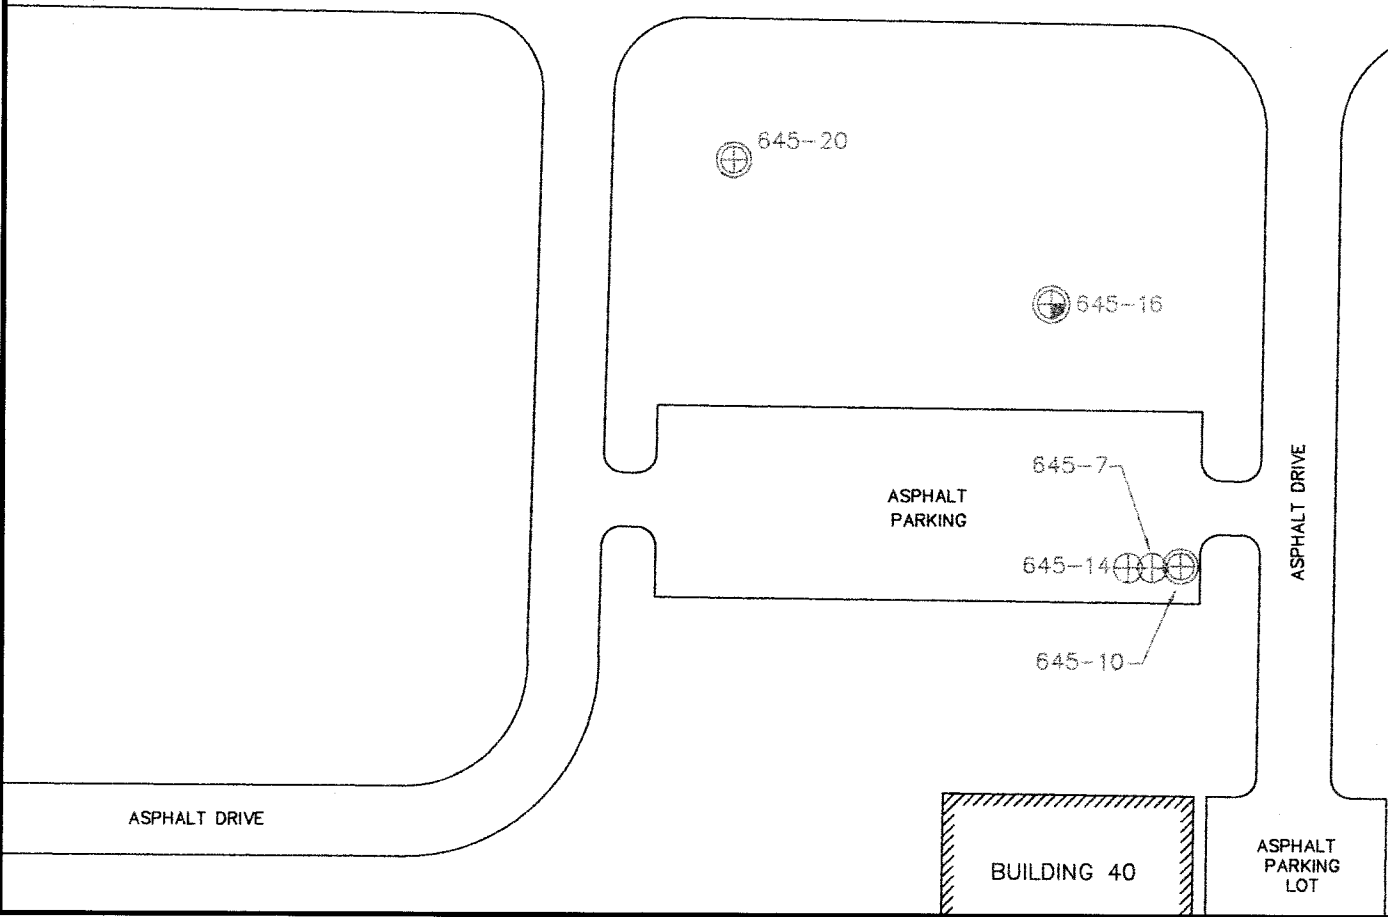 645-20
645-16
645-7
ASPHALT
PARKING
ASPHALT DRIVE
645-14
645-10
ASPHALT DRIVE
BUILDING 40
ASPHALT
PARKING
LOT